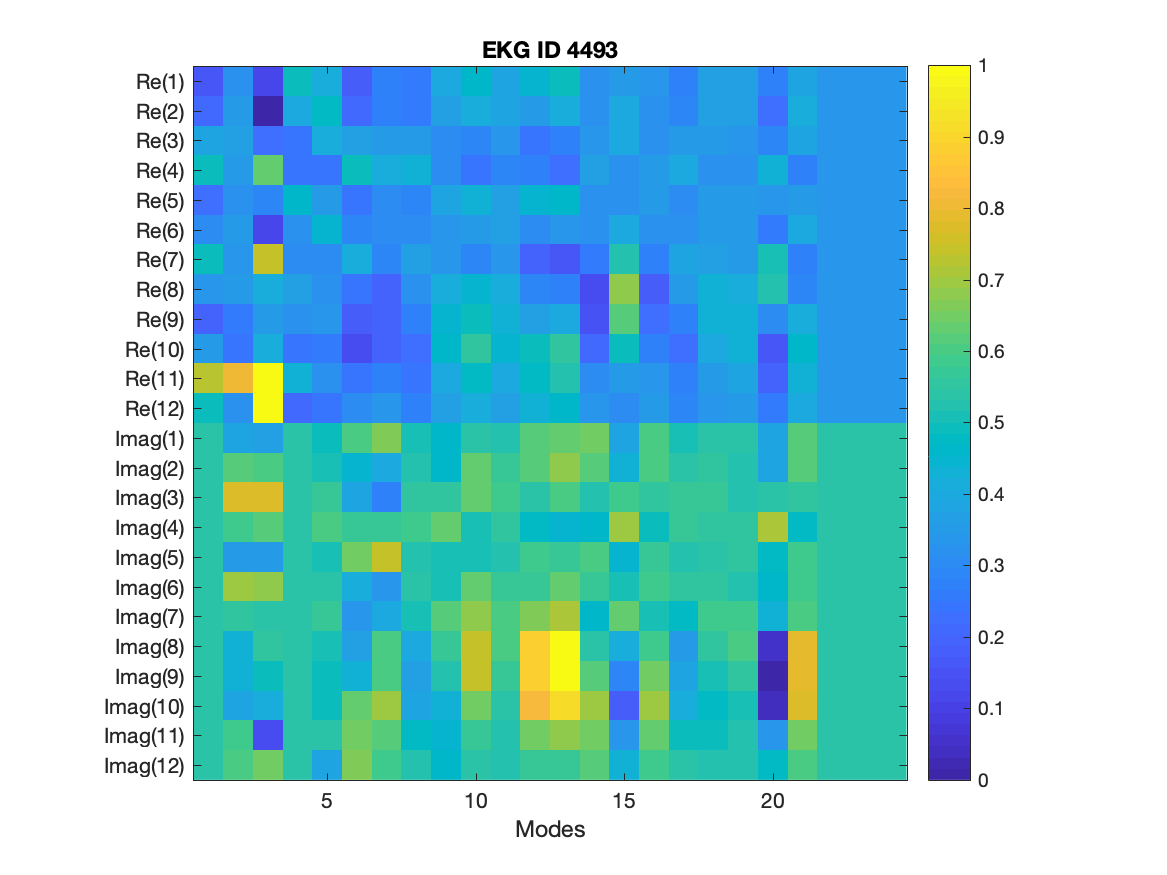 EKG ID 4493
Re(1)
Re(2)
Re(3)
Re(4)
Re(5)
Re(6)
Re(7)
Re(8)
Re(9)
Re(10)
Re(11)
Re(12)
Imag(1)
Imag(2)
Imag(3)
Imag(4)
Imag(5)
Imag(6)
Imag(7)
Imag(8)
Imag(9)
Imag(10)
Imag(11)
Imag(12)
5 10 15 20
Modes
1
0.9
0.8
0.7
0.6
0.5
0.4
0.3
0.2
0.1
0